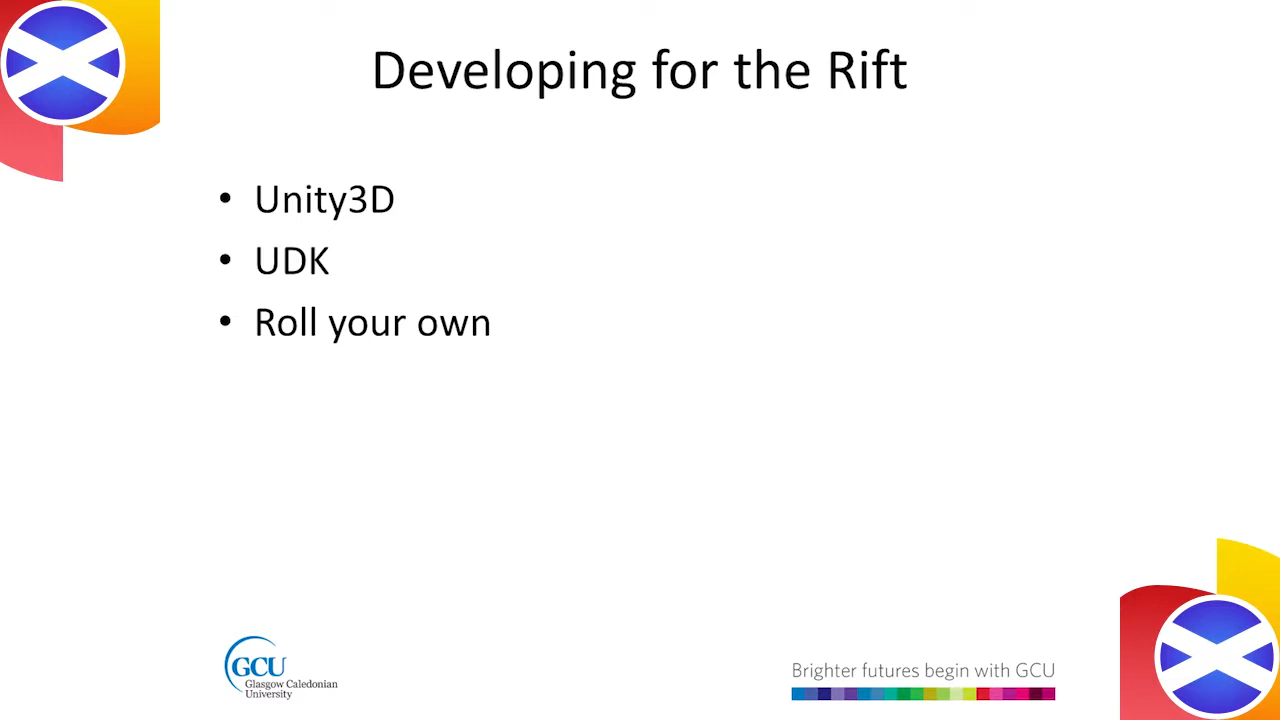 Developing for the Rift
• Unity3D
• UDK
• Roll your own
GCU
Glasgow Caledonian
University
Brighter futures begin with GCU